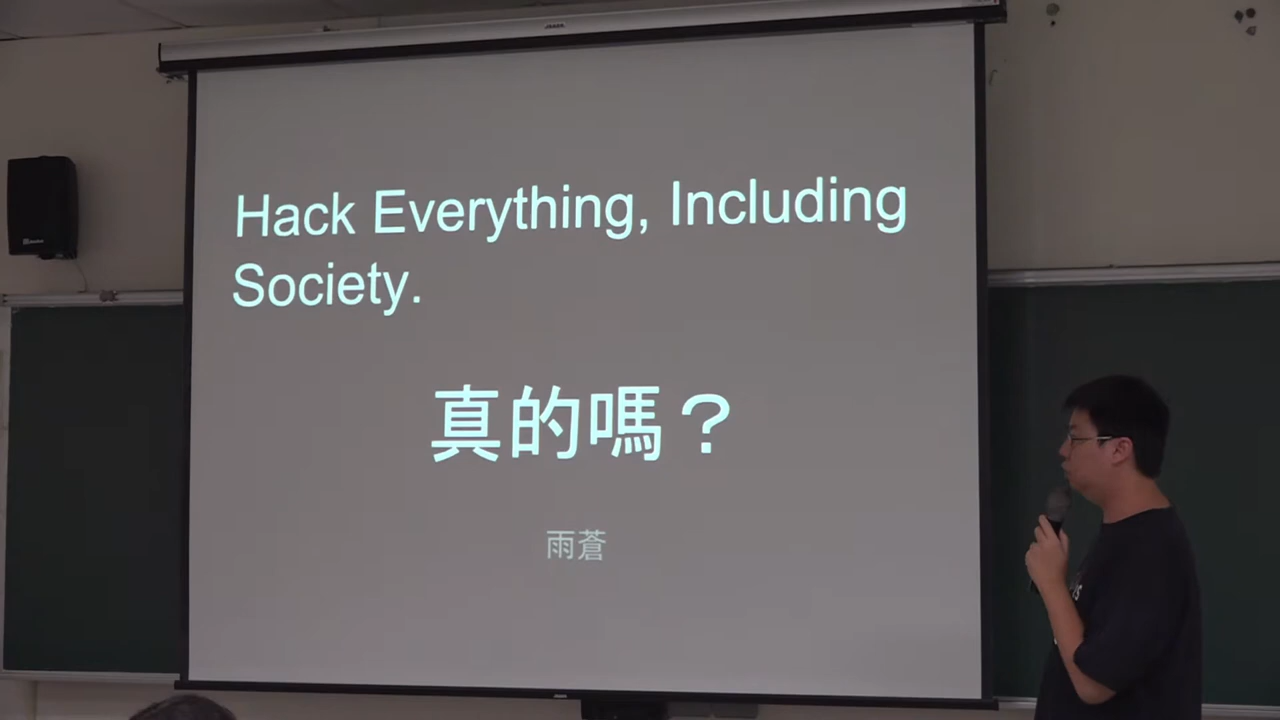 Hack Everything, Including
Society.
真的嗎？
雨蒼